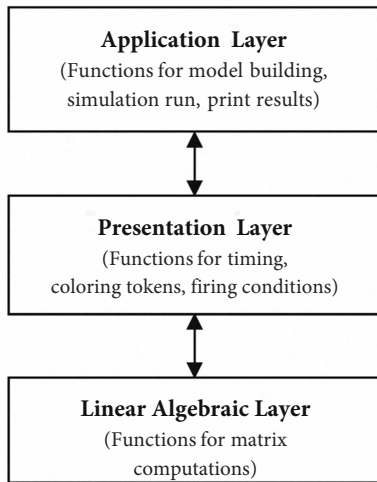 Application Layer
(Functions for model building,
simulation run, print results)
Presentation Layer
(Functions for timing,
coloring tokens, firing conditions)
Linear Algebraic Layer
(Functions for matrix
computations)